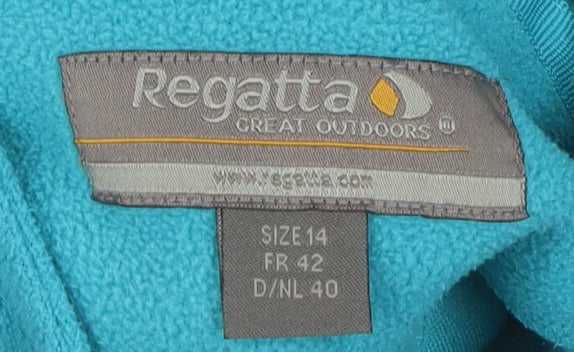 Regatta
GREAT OUTDOORS
www.regatta.com
SIZE 14
FR 42
D/NL 40